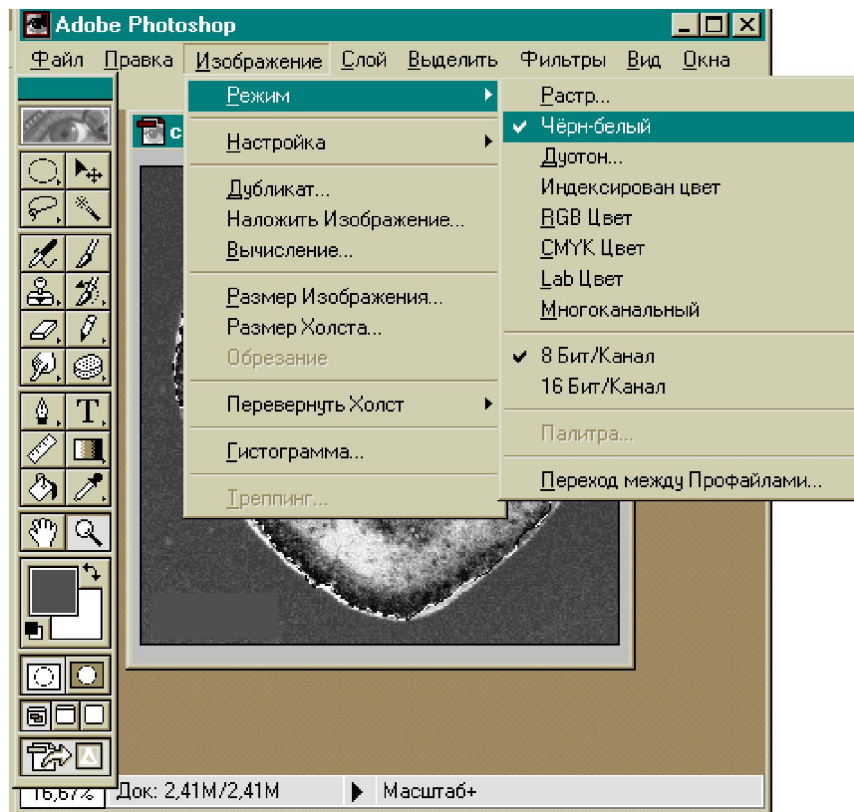 Adobe Photoshop
Файл Правка Изображение Слой Выделить Фильтры Вид Окна
Режим
Настройка
Дубликат...
Наложить Изображение...
Вычисление...
Размер Изображения...
Размер Холста...
Обрезание
Перевернуть Холст
Гистограмма...
Треппинг...
Растр...
Чёрн-белый
Дуотон...
Индексирован цвет
RGB Цвет
CMYK Цвет
Lab Цвет
Многоканальный
8 Бит/Канал
16 Бит/Канал
Палитра...
Переход между Профайлами...
с
T
16,67% Док: 2,41M/2,41M Масштаб+